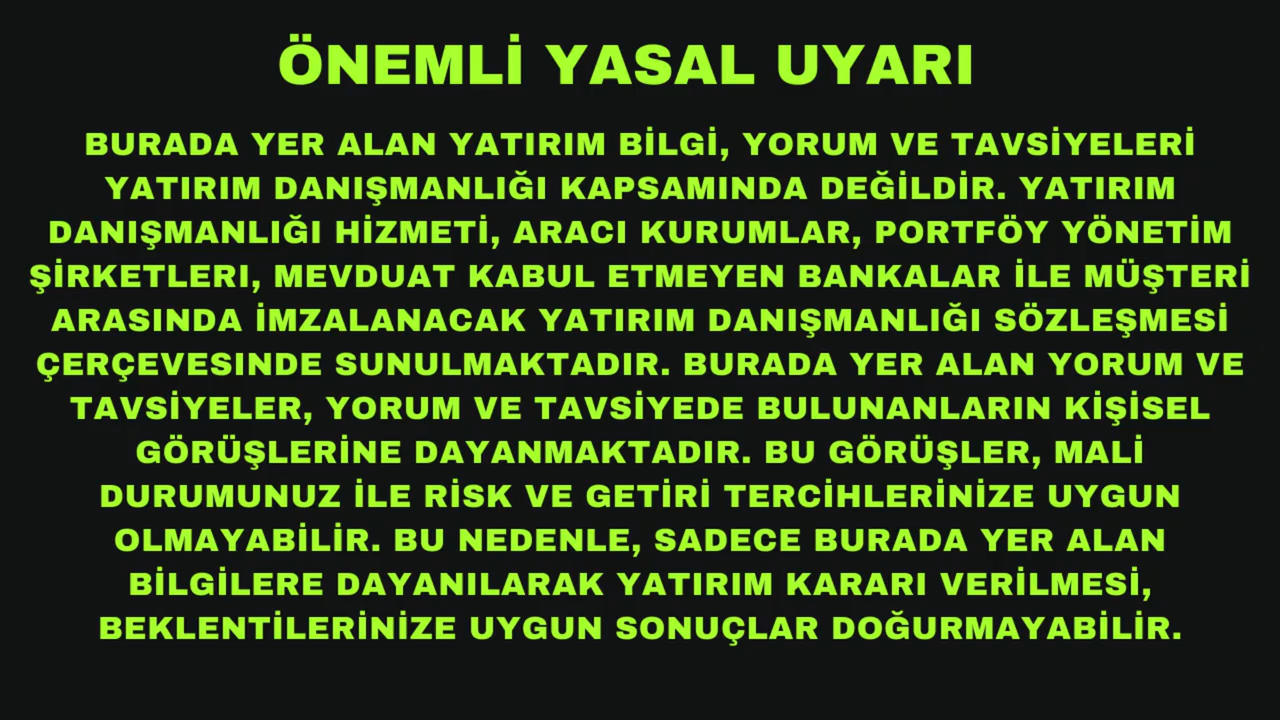 ÖNEMLİ YASAL UYARI
BURADA YER ALAN YATIRIM BİLGİ, YORUM VE TAVSİYELERİ
YATIRIM DANIŞMANLIĞI KAPSAMINDA DEĞİLDİR. YATIRIM
DANIŞMANLIĞI HİZMETİ, ARACI KURUMLAR, PORTFÖY YÖNETİM
ŞİRKETLERI, MEVDUAT KABUL ETMEYEN BANKALAR İLE MÜŞTERİ
ARASINDA İMZALANACAK YATIRIM DANIŞMANLIĞI SÖZLEŞMESİ
ÇERÇEVESINDE SUNULMAKTADIR. BURADA YER ALAN YORUM VE
TAVSİYELER, YORUM VE TAVSİYEDE BULUNANLARIN KİŞİSEL
GÖRÜŞLERİNE DAYANMAKTADIR. BU GÖRÜŞLER, MALİ
DURUMUNUZ İLE RİSK VE GETİRİ TERCİHLERİNİZE UYGUN
OLMAYABİLİR. BU NEDENLE, SADECE BURADA YER ALAN
BİLGİLERE DAYANILARAK YATIRIM KARARI VERİLMESİ,
BEKLENTİLERİNİZE UYGUN SONUÇLAR DOĞURMAYABİLİR.